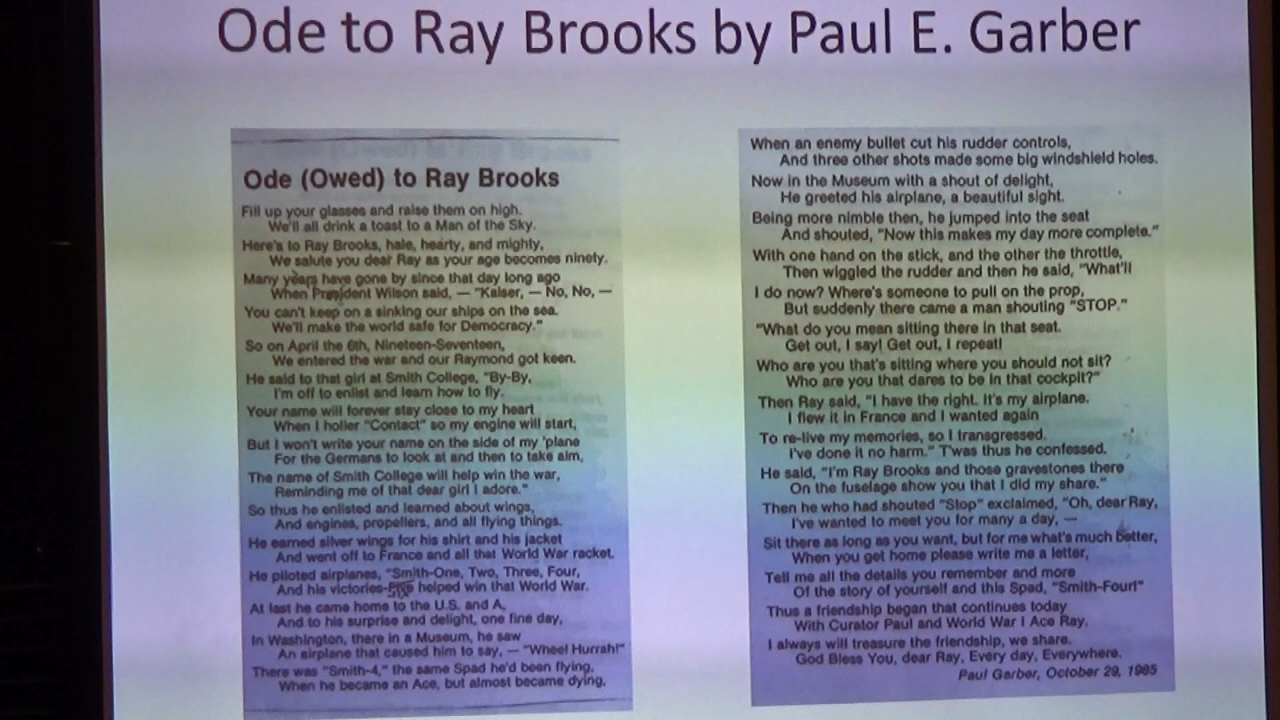 Ode to Ray Brooks by Paul E. Garber
Ode (Owed) to Ray Brooks
Fill up your glasses and raise them on high.
We'll all drink a toast to a Man of the Sky.
Here's to Ray Brooks, hale, hearty, and mighty,
We salute you dear Ray as your age becomes ninety.
Many years have gone by since that day long ago
When President Wilson said, — "Kaiser, — No, No, —
You can't keep on a sinking our ships on the sea.
We'll make the world safe for Democracy."
So on April the 6th, Nineteen-Seventeen,
We entered the war and our Raymond got keen.
He said to that girl at Smith College, "By-By,
I'm off to enlist and learn how to fly.
Your name will forever stay close to my heart
When I holler "Contact" so my engine will start,
But I won't write your name on the side of my 'plane
For the Germans to look at and then to take aim,
The name of Smith College will help win the war,
Reminding me of that dear girl I adore."
So thus he enlisted and learned about wings,
And engines, propellers, and all flying things.
He earned silver wings for his shirt and his jacket
And went off to France and all that World War racket.
He piloted airplanes, "Smith-One, Two, Three, Four,
And his victories- helped win that World War.
At last he came home to the U.S. and A,
And to his surprise and delight, one fine day,
In Washington, there in a Museum, he saw
An airplane that caused him to say, — "Whee! Hurrah!"
There was "Smith-4," the same Spad he'd been flying,
When he became an Ace, but almost became dying,
When an enemy bullet cut his rudder controls,
And three other shots made some big windshield holes.
Now in the Museum with a shout of delight,
He greeted his airplane, a beautiful sight.
Being more nimble then, he jumped into the seat
And shouted, "Now this makes my day more complete."
With one hand on the stick, and the other the throttle,
Then wiggled the rudder and then he said, "What'll
I do now? Where's someone to pull on the prop,
But suddenly there came a man shouting "STOP."
"What do you mean sitting there in that seat.
Get out, I say! Get out, I repeat!
Who are you that's sitting where you should not sit?
Who are you that dares to be in that cockpit?"
Then Ray said, "I have the right. It's my airplane.
I flew it in France and I wanted again
To re-live my memories, so I transgressed.
I've done it no harm." T'was thus he confessed.
He said, "I'm Ray Brooks and those gravestones there
On the fuselage show you that I did my share."
Then he who had shouted "Stop" exclaimed, "Oh, dear Ray,
I've wanted to meet you for many a day, —
Sit there as long as you want, but for me what's much better,
When you get home please write me a letter,
Tell me all the details you remember and more
Of the story of yourself and this Spad, "Smith-Four!"
Thus a friendship began that continues today
With Curator Paul and World War I Ace Ray.
I always will treasure the friendship, we share.
God Bless You, dear Ray, Every day, Everywhere.
Paul Garber, October 29, 1985